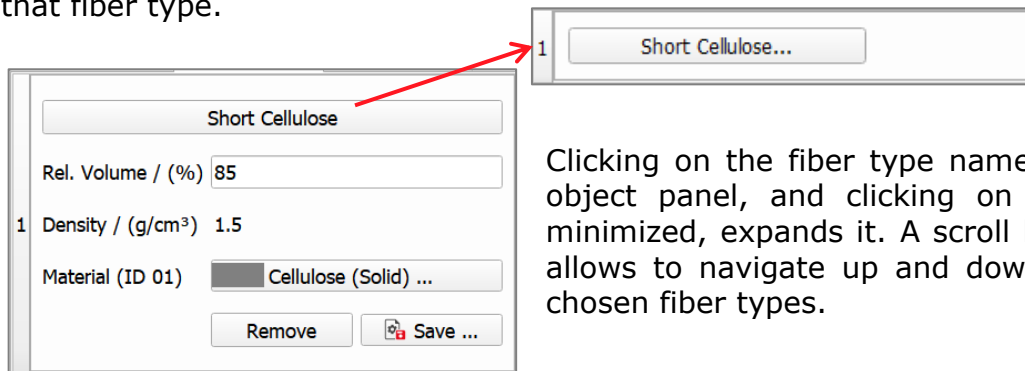 that fiber type.
1 Short Cellulose...
Short Cellulose
Rel. Volume / (%) 85
1 Density / (g/cm³) 1.5
Material (ID 01) Cellulose (Solid) ...
Remove Save ...
Clicking on the fiber type name
object panel, and clicking on
minimized, expands it. A scroll
allows to navigate up and dow
chosen fiber types.